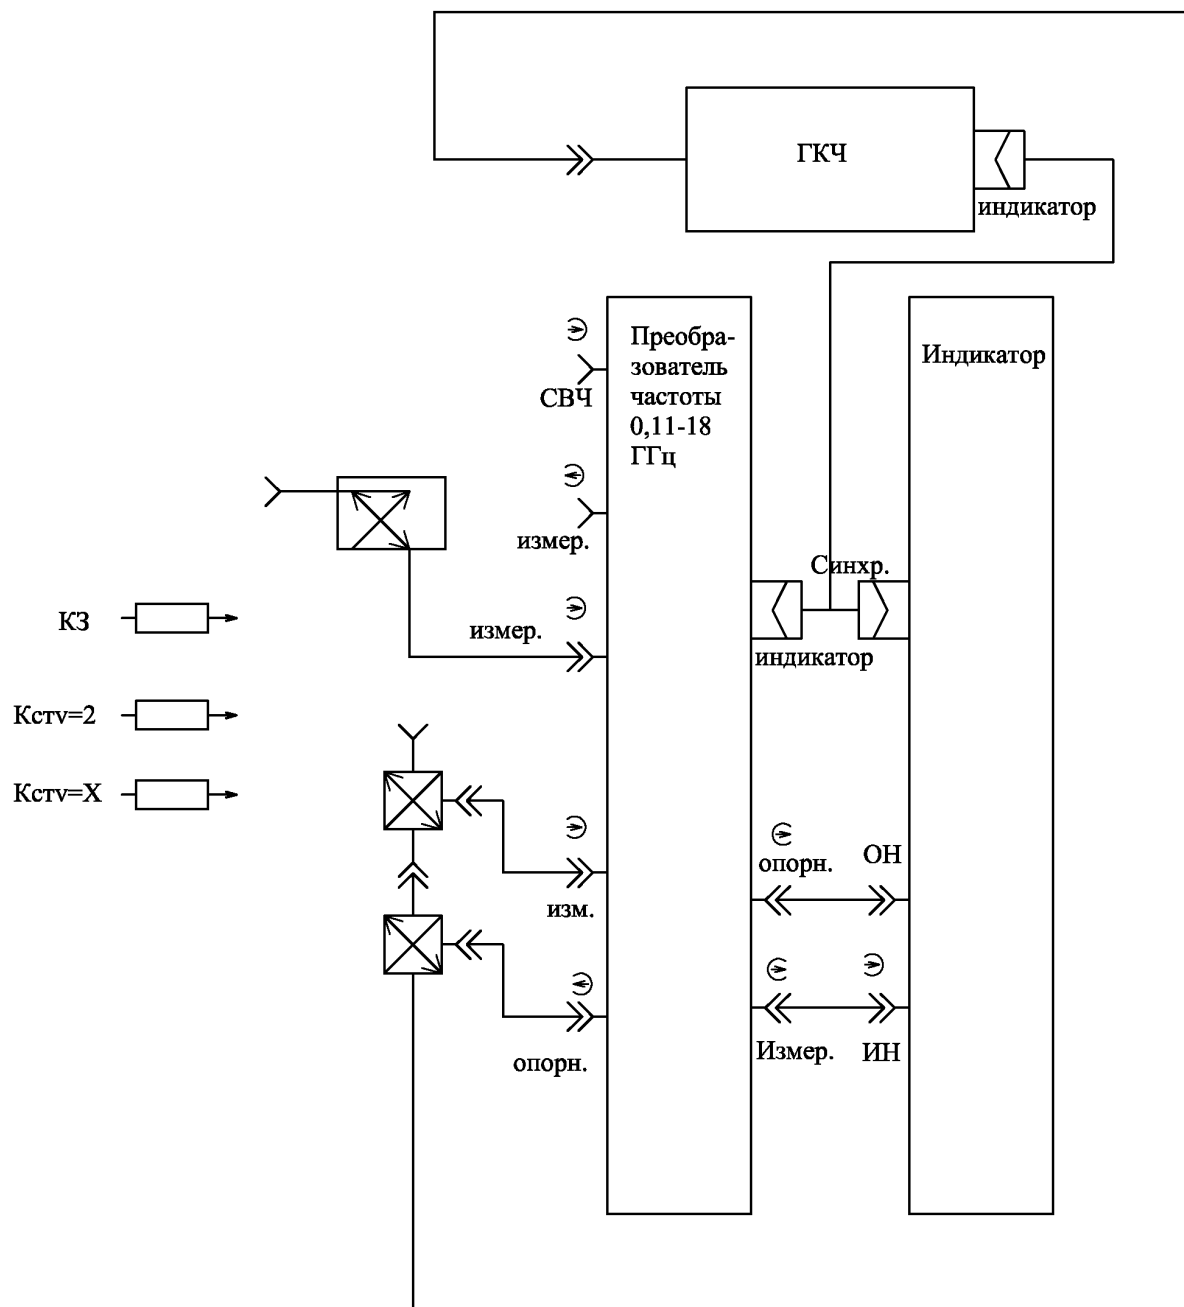 ГКЧ
индикатор
Преобра-
зователь
частоты
0,11-18
ГГц
Индикатор
СВЧ
измер.
Синхр.
КЗ
измер.
индикатор
Кстv=2
Кстv=X
опорн.
ОН
изм.
Измер.
ИН
опорн.